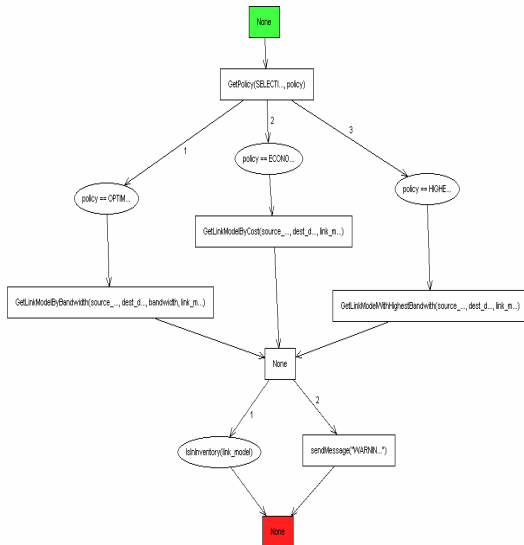 None
GetPolicy(SELECTI..., policy)
1
2
3
policy == OPTIM...
policy == ECONO...
policy == HIGHE...
GetLinkModelByCost(source_..., dest_d..., link_m...)
GetLinkModelByBandwidth(source_..., dest_d..., bandwidth, link_m...)
GetLinkModelWithHighestBandwith(source_..., dest_d..., link_m...)
None
1
2
IsInInventory(link_model)
sendMessage("WARNIN...")
None